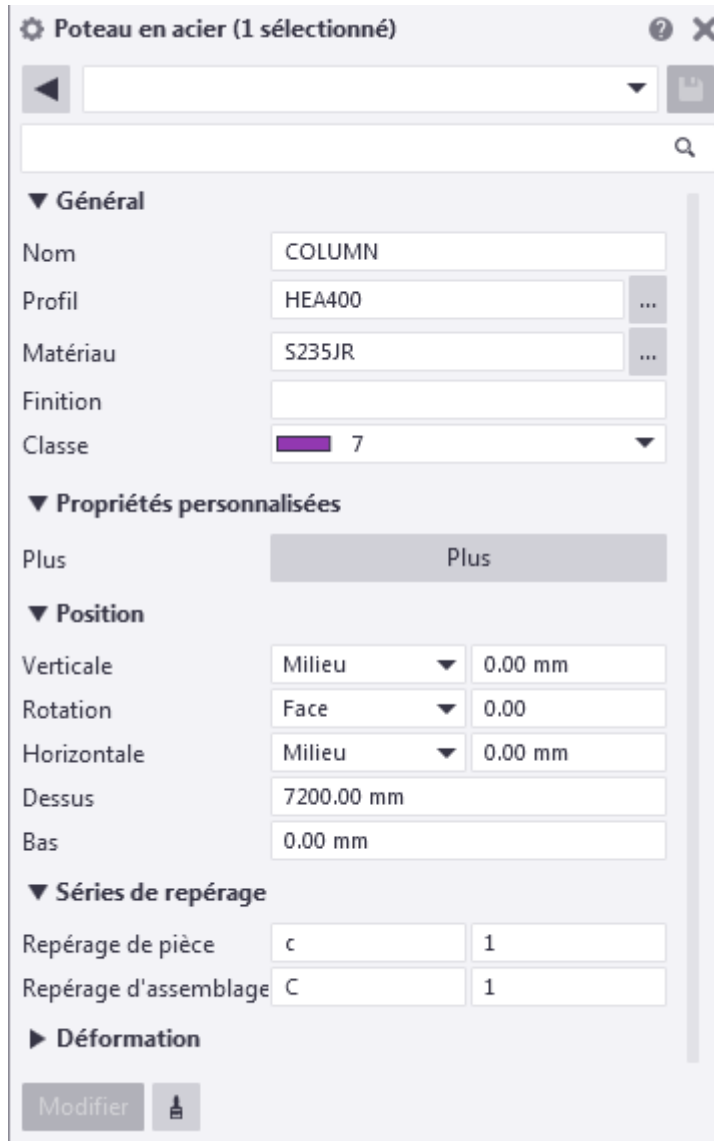 Poteau en acier (1 sélectionné)
▼ Général
Nom COLUMN
Profil HEA400 ...
Matériau S235JR ...
Finition
Classe 7
▼ Propriétés personnalisées
Plus Plus
▼ Position
Verticale Milieu 0.00 mm
Rotation Face 0.00
Horizontale Milieu 0.00 mm
Dessus 7200.00 mm
Bas 0.00 mm
▼ Séries de repérage
Repérage de pièce c 1
Repérage d'assemblage C 1
▶ Déformation
Modifier